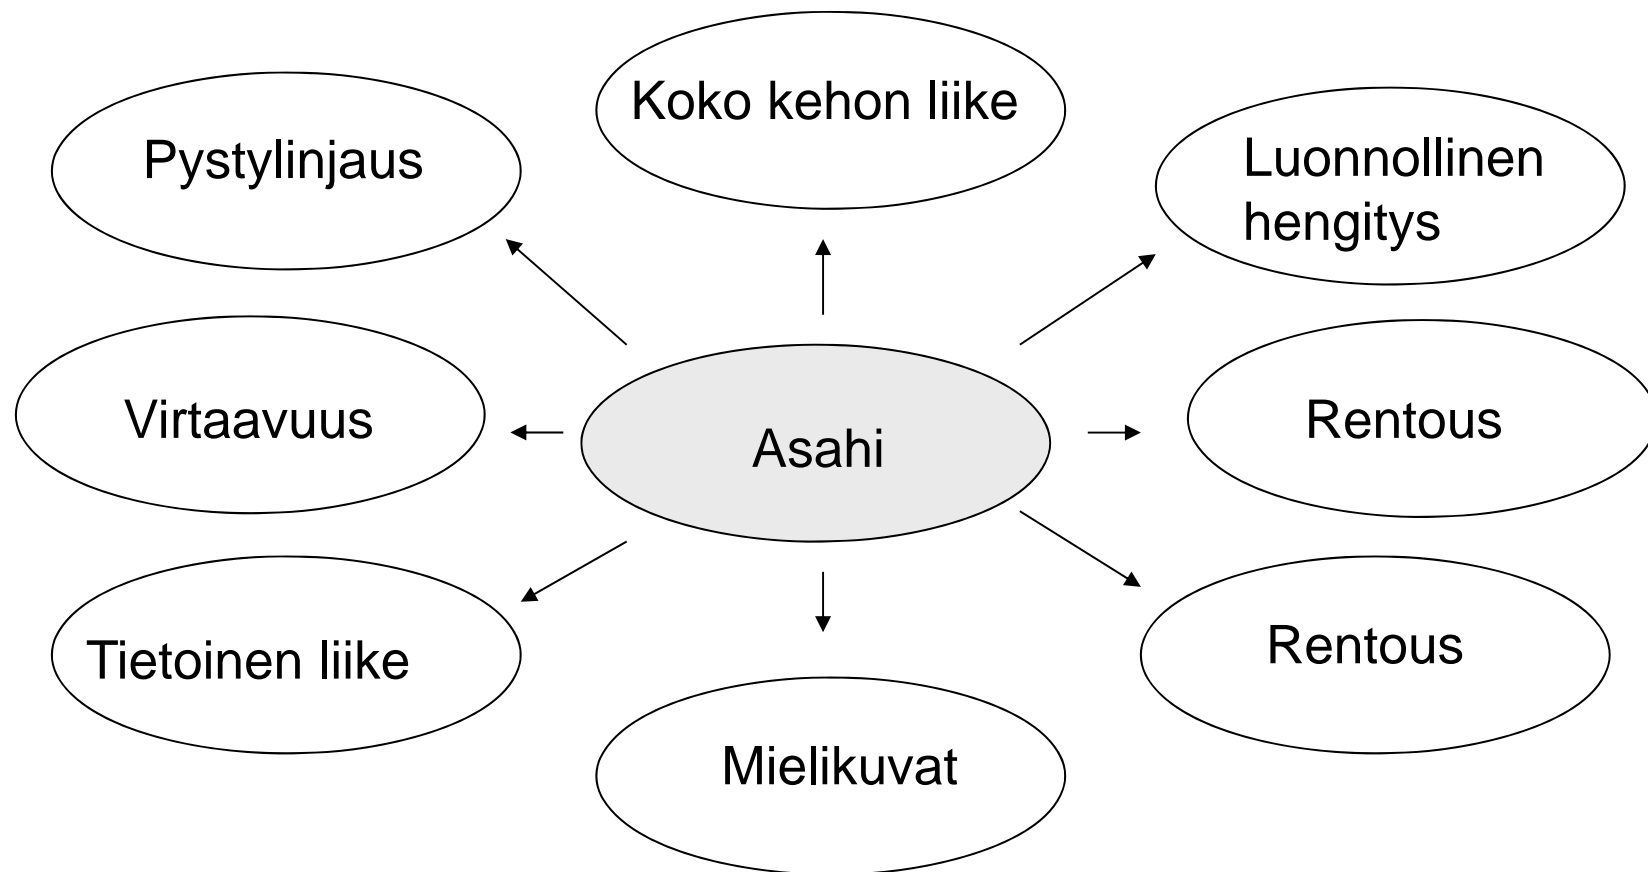 Koko kehon liike
Pystylinjaus
Luonnollinen
hengitys
Virtaavuus
Asahi
Rentous
Tietoinen liike
Rentous
Mielikuvat